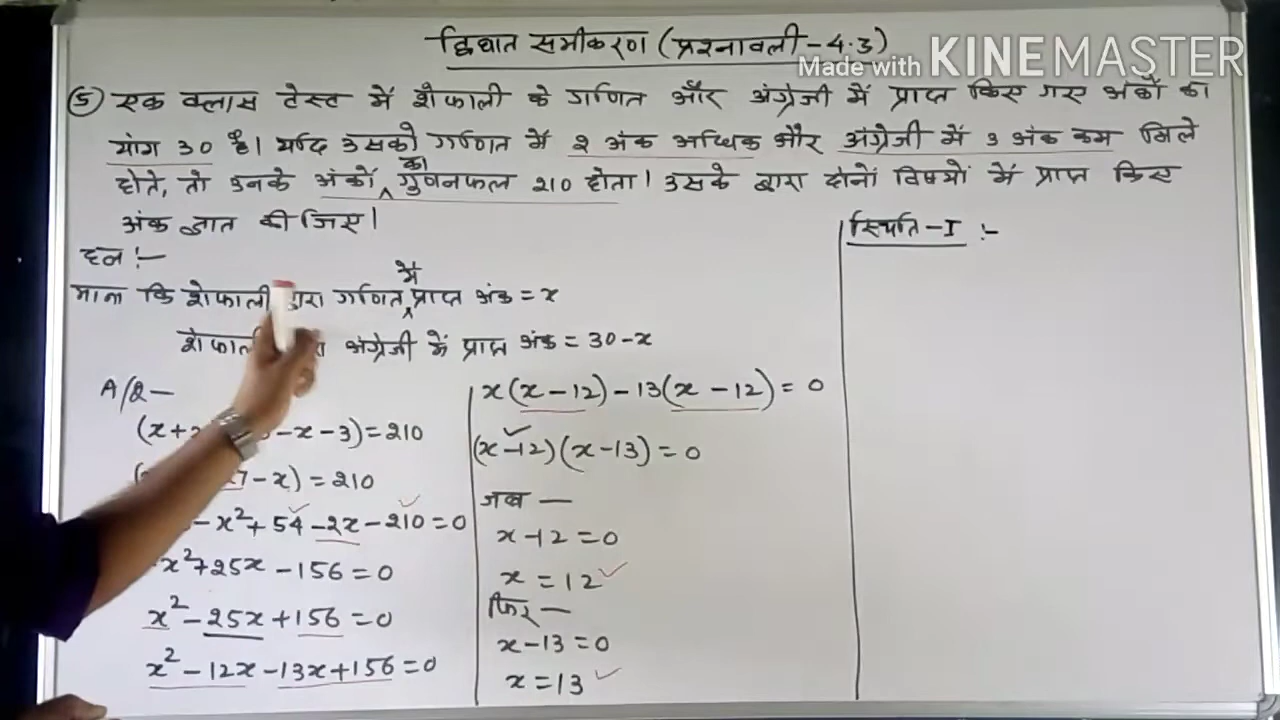 द्विघात समीकरण (प्रश्नावली-4.3)
Made with KINEMASTER
(5) एक क्लास टेस्ट में शेफाली के गणित और अंग्रेजी में प्राप्त किए गए अंकों का
योग 30 है। यदि उसको गणित में 2 अंक अधिक और अंग्रेजी में 3 अंक कम मिले
होते, तो उनके अंकों का गुणनफल 210 होता। उसके द्वारा दोनों विषयों में प्राप्त किए
अंक ज्ञात कीजिए।
हल :-
माना कि शेफाली द्वारा गणित में प्राप्त अंक = x
शेफाली अंग्रेजी में प्राप्त अंक = 30-x
A/Q —
(x+2 -x-3)=210
27-x)=210
-x²+54-2x-210=0
x²+25x-156=0
x²-25x+156=0
x²-12x-13x+156=0
x(x-12)-13(x-12)=0
(x-12)(x-13)=0
जब —
x-12=0
x=12
फिर —
x-13=0
x=13
स्थिति-I :-